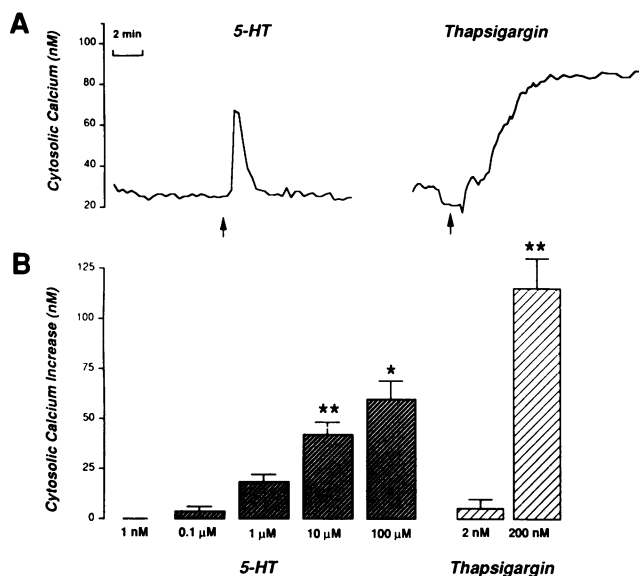 A
2 min
5-HT
Thapsigargin
Cytosolic Calcium (nM)
100
80
60
40
20
B
Cytosolic Calcium Increase (nM)
125
100
75
50
25
0
**
*
**
1 nM 0.1 µM 1 µM 10 µM 100 µM 2 nM 200 nM
5-HT Thapsigargin